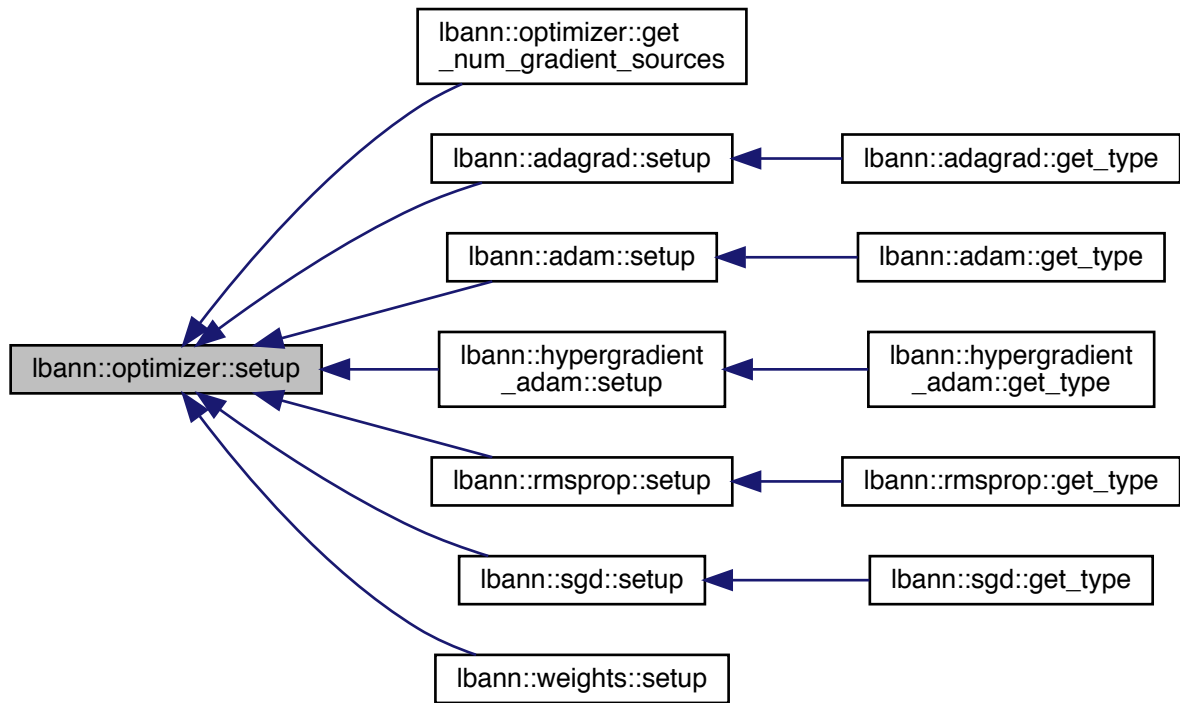 lbann::optimizer::get
_num_gradient_sources
lbann::adagrad::setup
lbann::adagrad::get_type
lbann::adam::setup
lbann::adam::get_type
lbann::optimizer::setup
lbann::hypergradient
_adam::setup
lbann::hypergradient
_adam::get_type
lbann::rmsprop::setup
lbann::rmsprop::get_type
lbann::sgd::setup
lbann::sgd::get_type
lbann::weights::setup